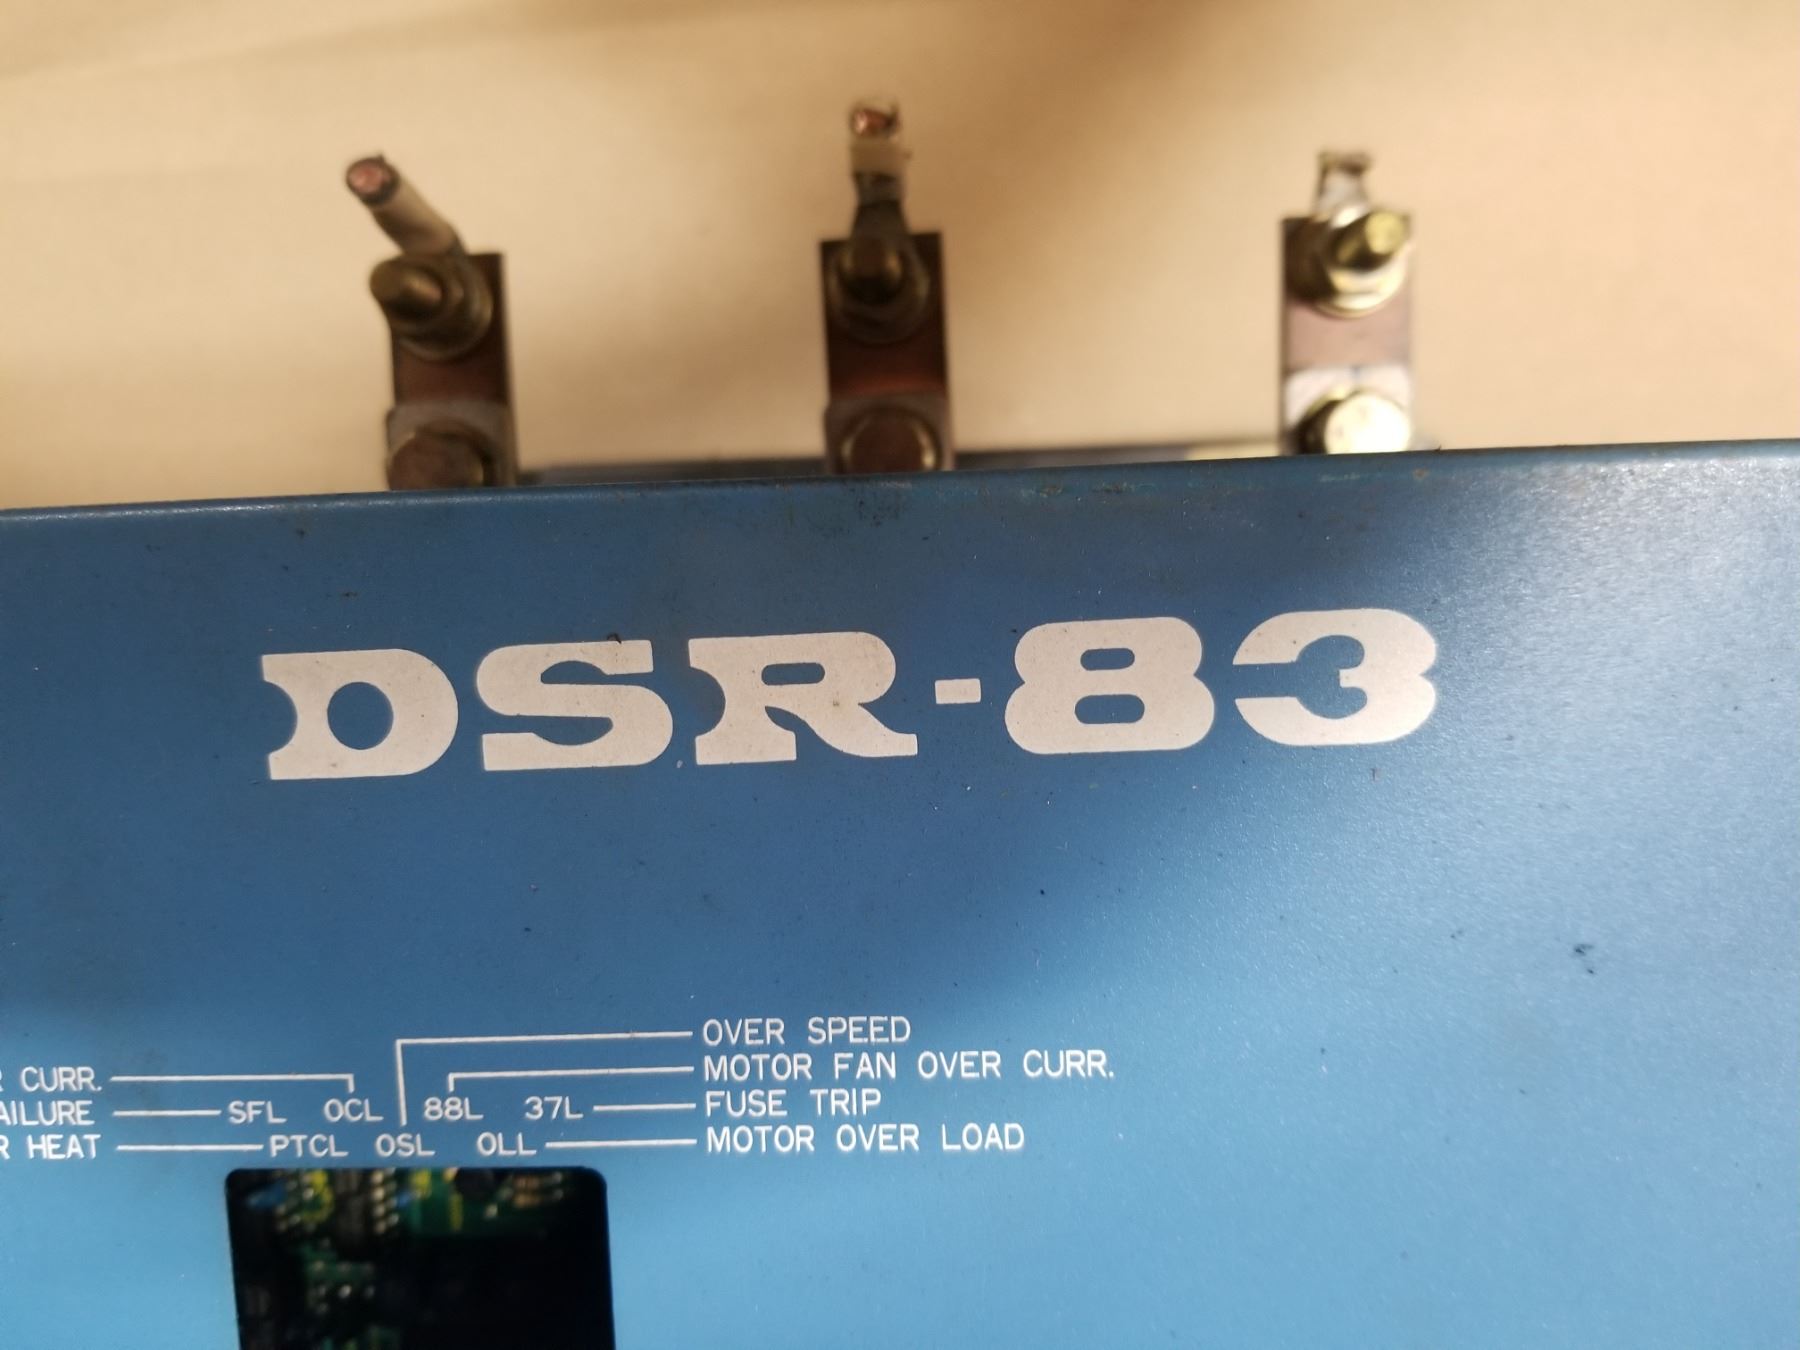 DSR-83
OVER SPEED
CURR. MOTOR FAN OVER CURR.
SFL OCL 88L 37L FUSE TRIP
HEAT PTCL OSL OLL MOTOR OVER LOAD